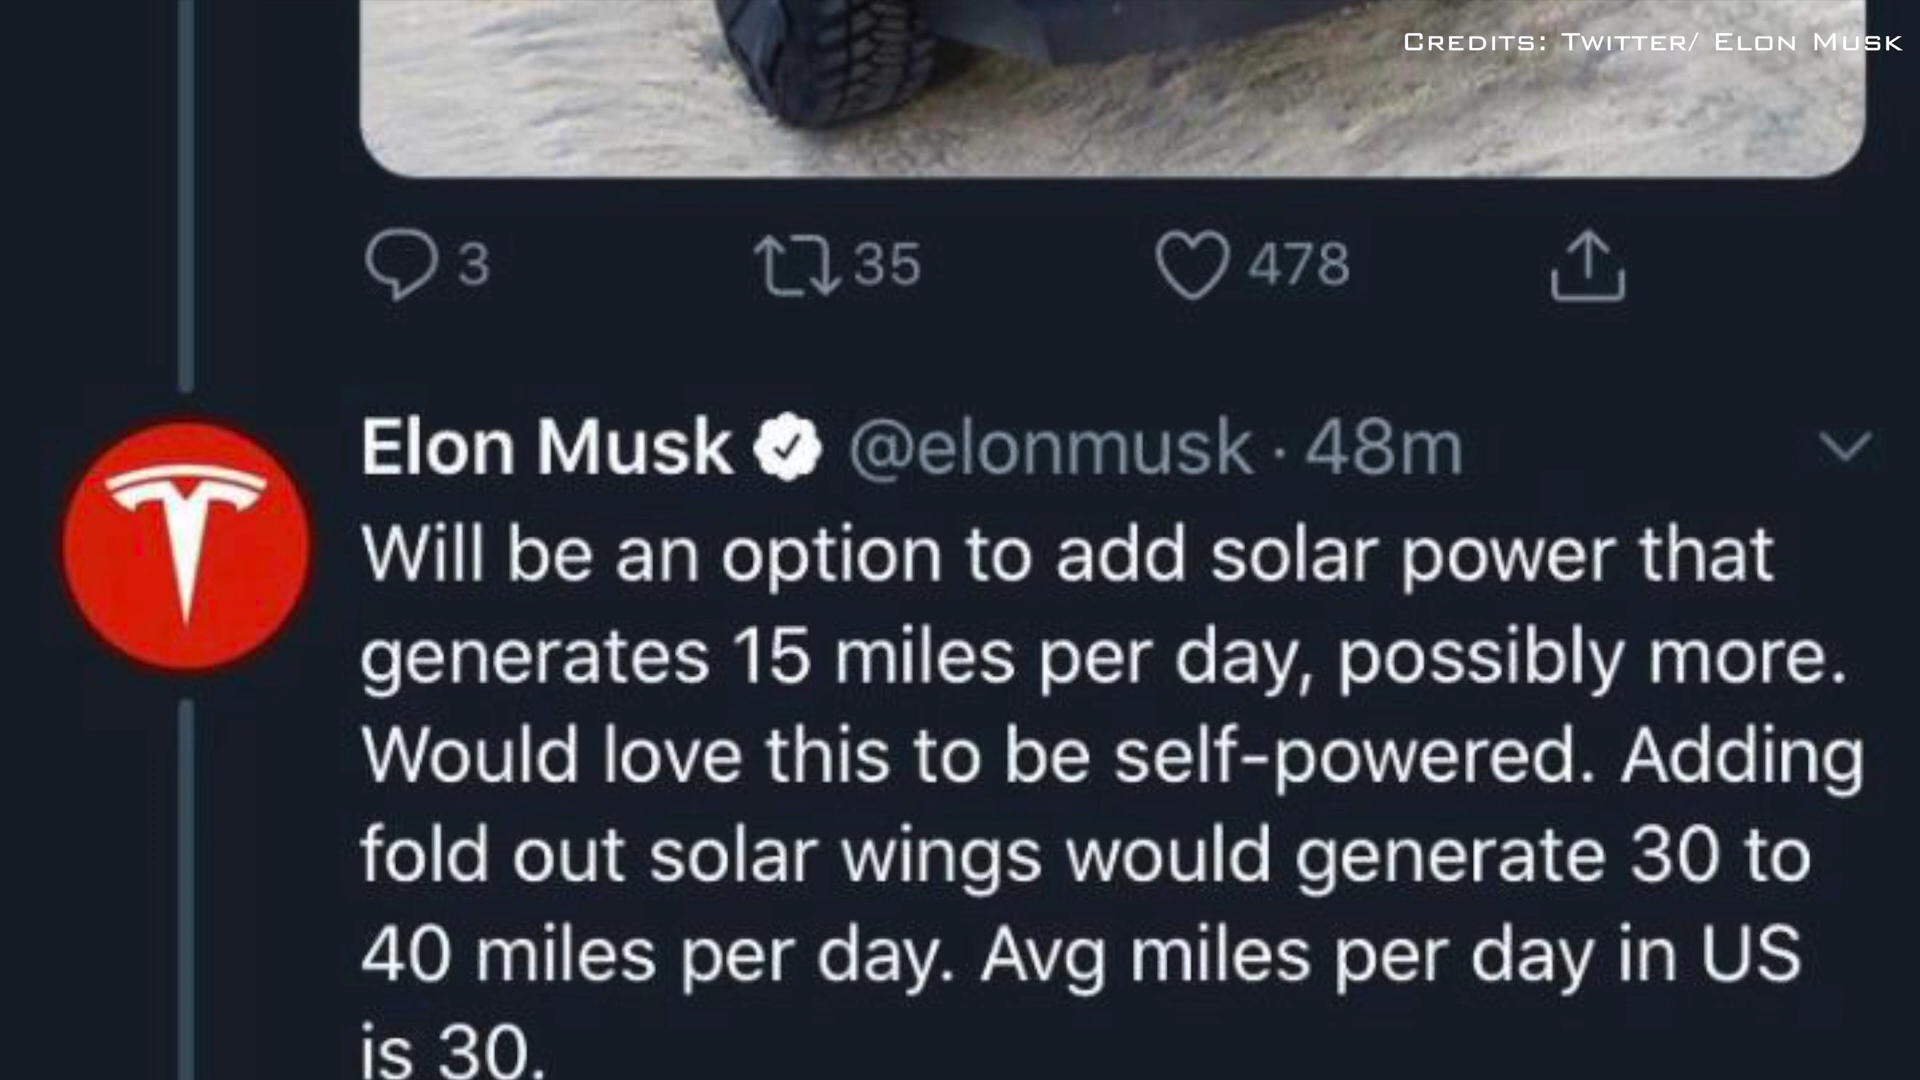 CREDITS: TWITTER/ ELON MUSK
3 35 478
Elon Musk @elonmusk · 48m
Will be an option to add solar power that
generates 15 miles per day, possibly more.
Would love this to be self-powered. Adding
fold out solar wings would generate 30 to
40 miles per day. Avg miles per day in US
is 30.